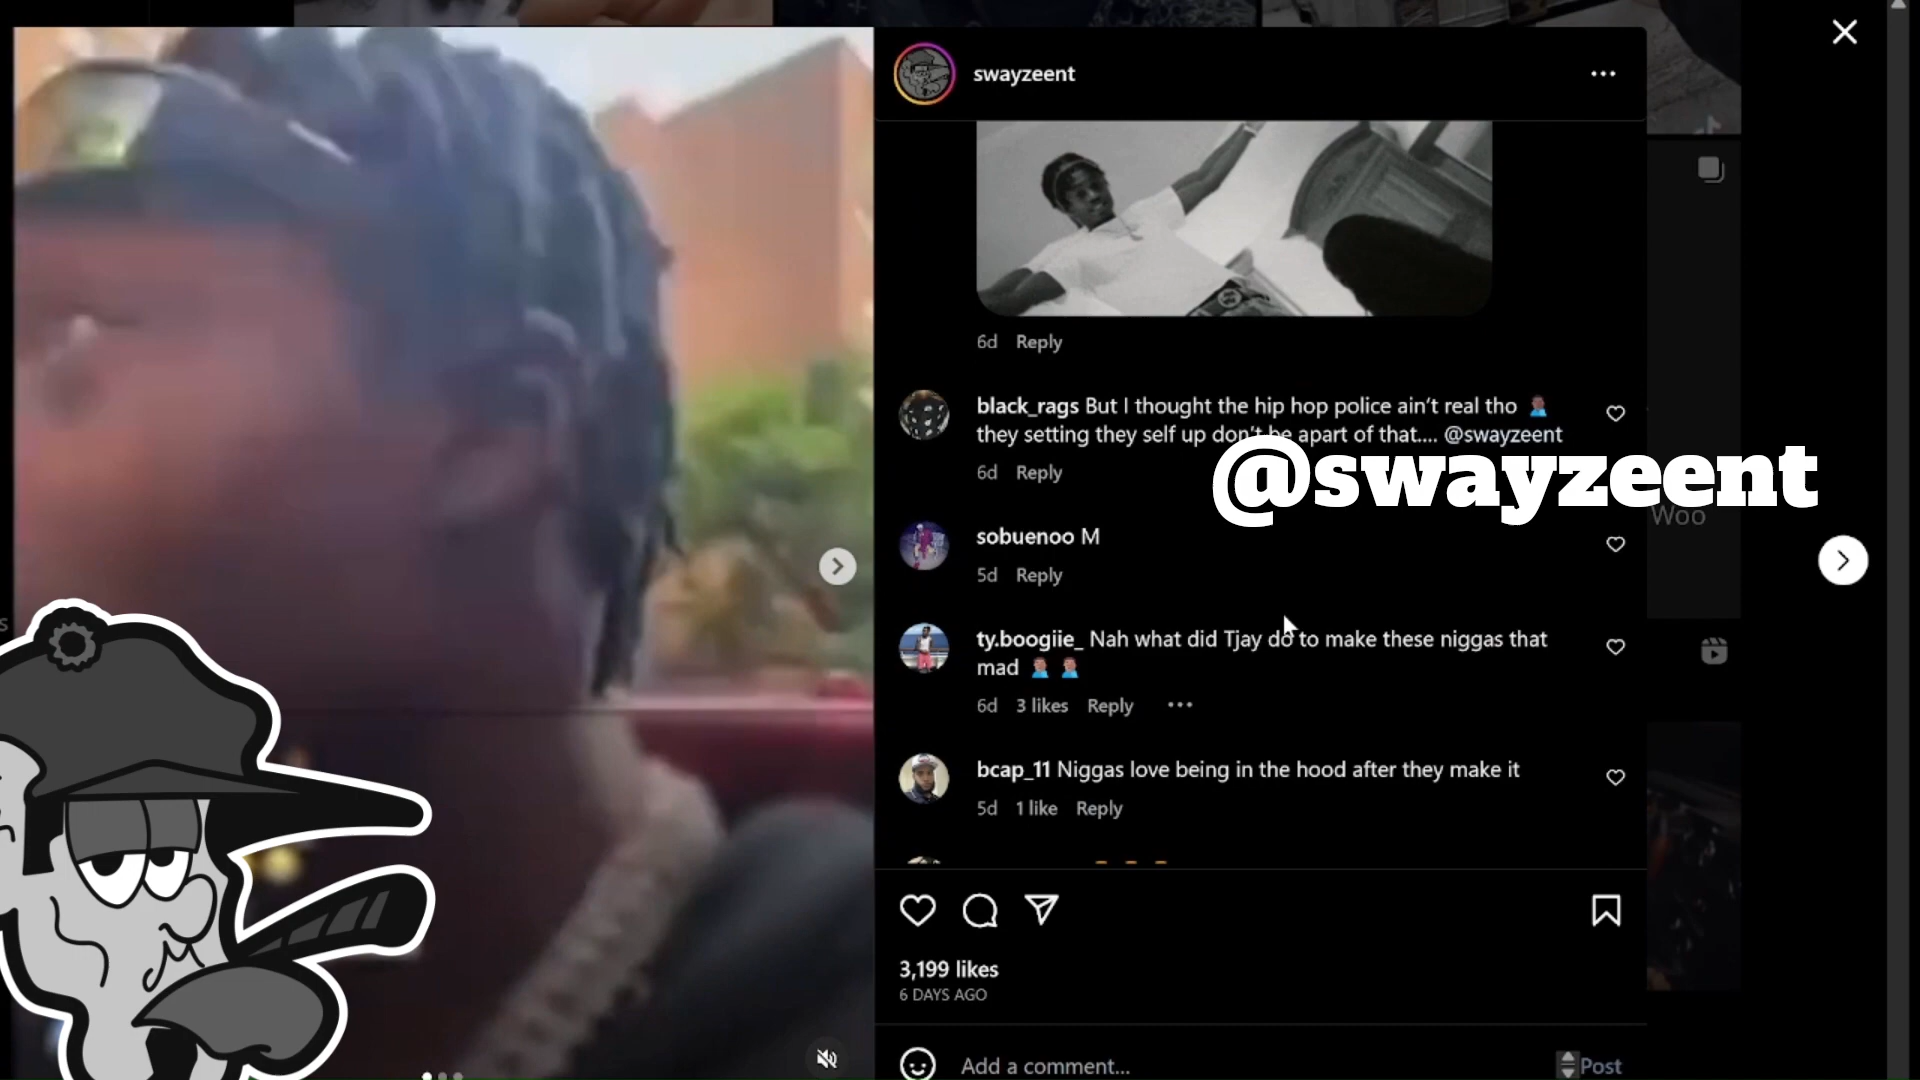 swayzeent
6d Reply
black_rags But I thought the hip hop police ain't real tho
they setting they self up don't be apart of that.... @swayzeent
6d Reply
@swayzeent
Woo
sobuenoo M
5d Reply
s
ty.boogiie_ Nah what did Tjay do to make these niggas that
mad
6d 3 likes Reply
bcap_11 Niggas love being in the hood after they make it
5d 1 like Reply
3,199 likes
6 DAYS AGO
Add a comment...
Post